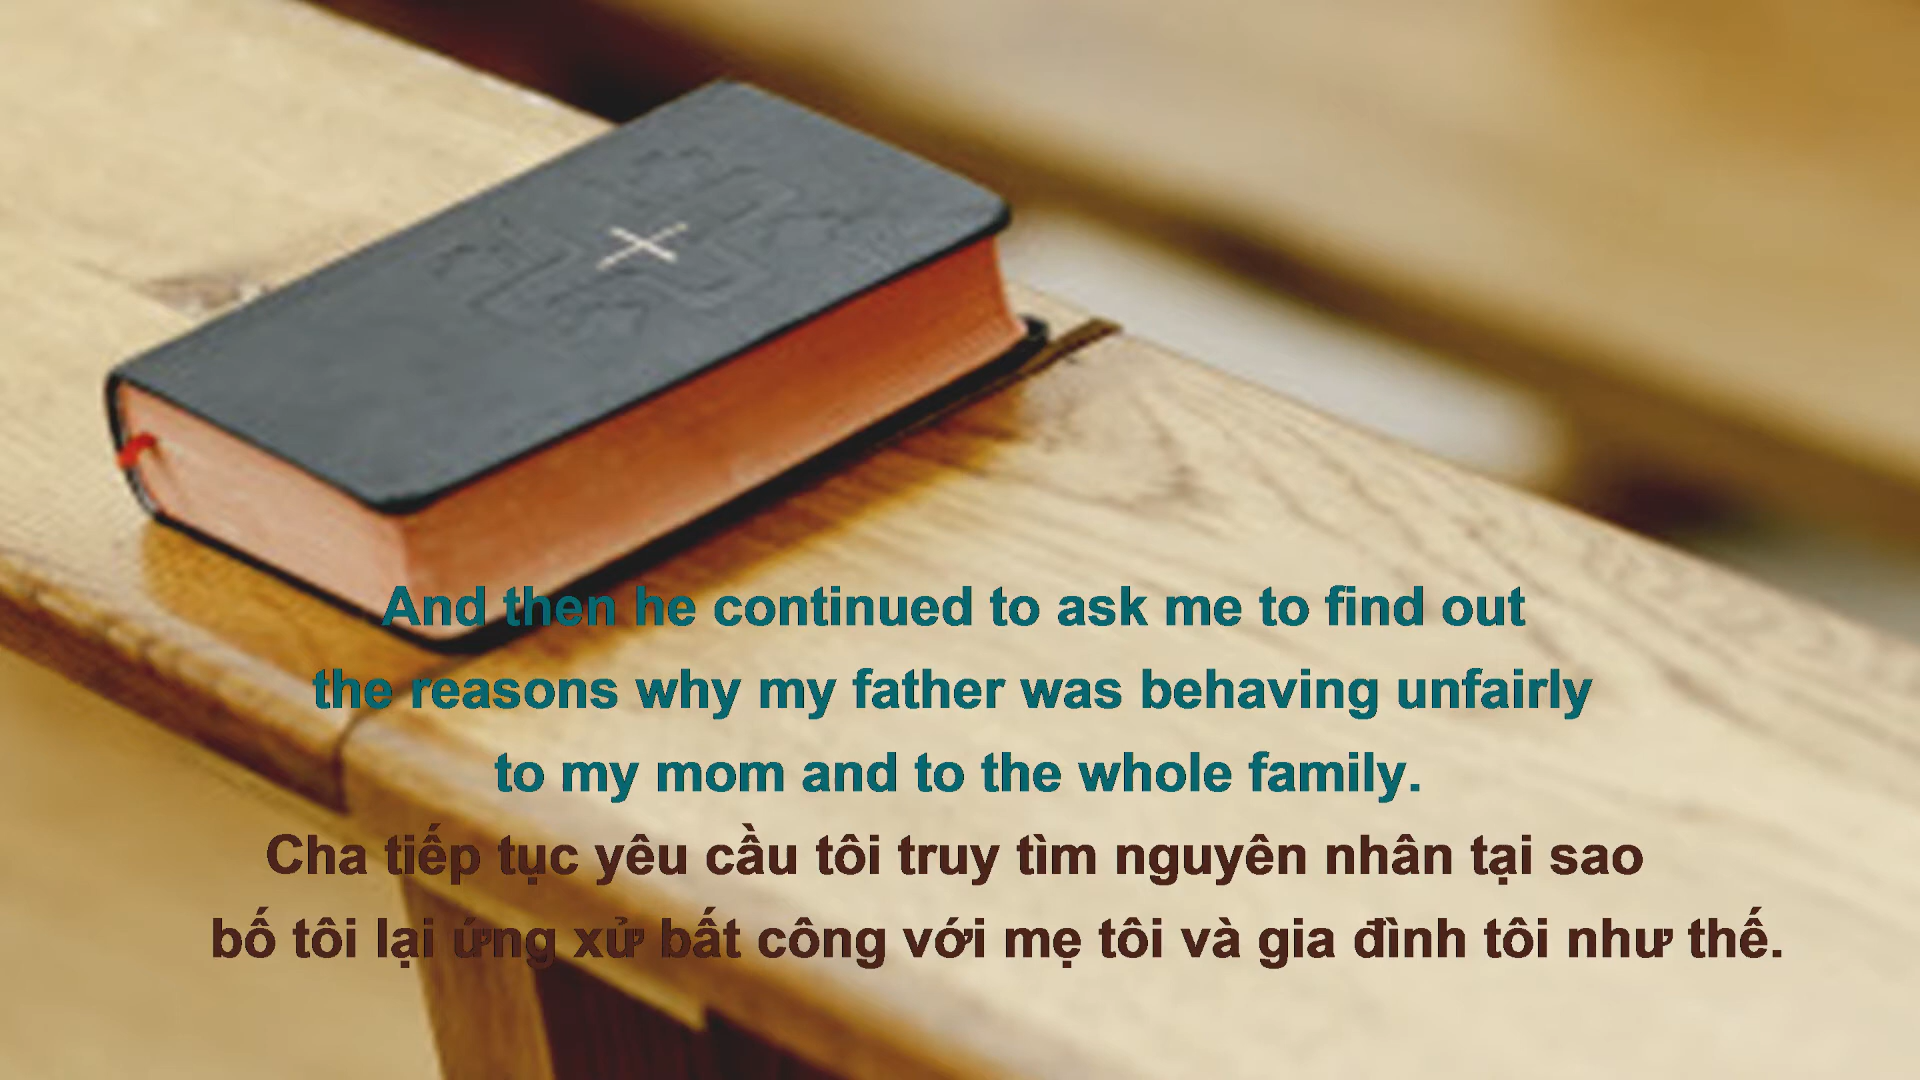 And then he continued to ask me to find out
the reasons why my father was behaving unfairly
to my mom and to the whole family.
Cha tiếp tục yêu cầu tôi truy tìm nguyên nhân tại sao
bố tôi lại ứng xử bất công với mẹ tôi và gia đình tôi như thế.